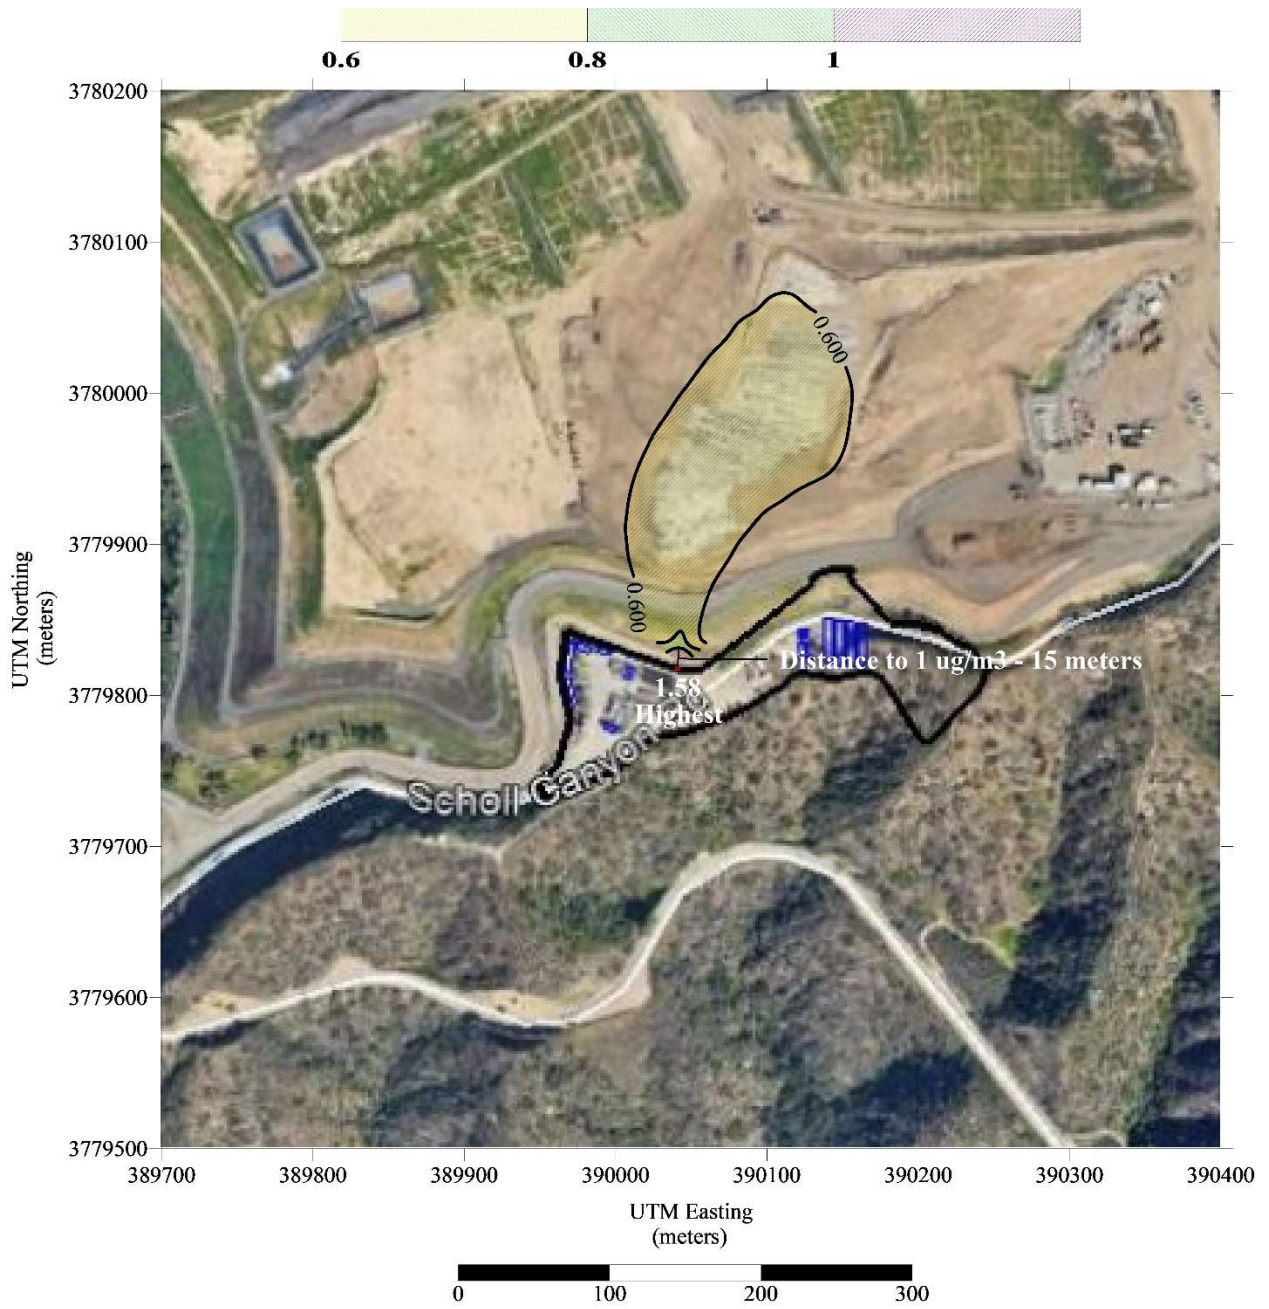 0.6 0.8 1
3780200
3780100
0.600
3780000
3779900
0.600
UTM Northing
(meters)
Distance to 1 ug/m3 - 15 meters
1.58
3779800
Highest
Scholl Canyon
3779700
3779600
3779500
389700 389800 389900 390000 390100 390200 390300 390400
UTM Easting
(meters)
0 100 200 300